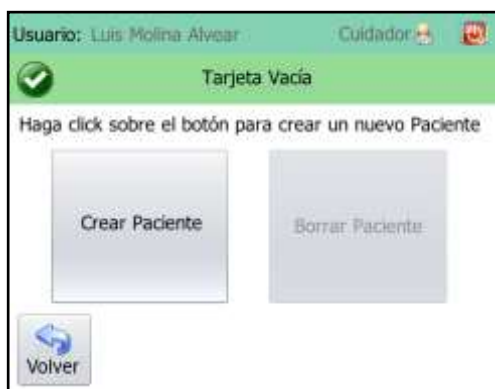 Usuario: Luis Molina Alvear Cuidador
Tarjeta Vacía
Haga click sobre el botón para crear un nuevo Paciente
Crear Paciente Borrar Paciente
Volver